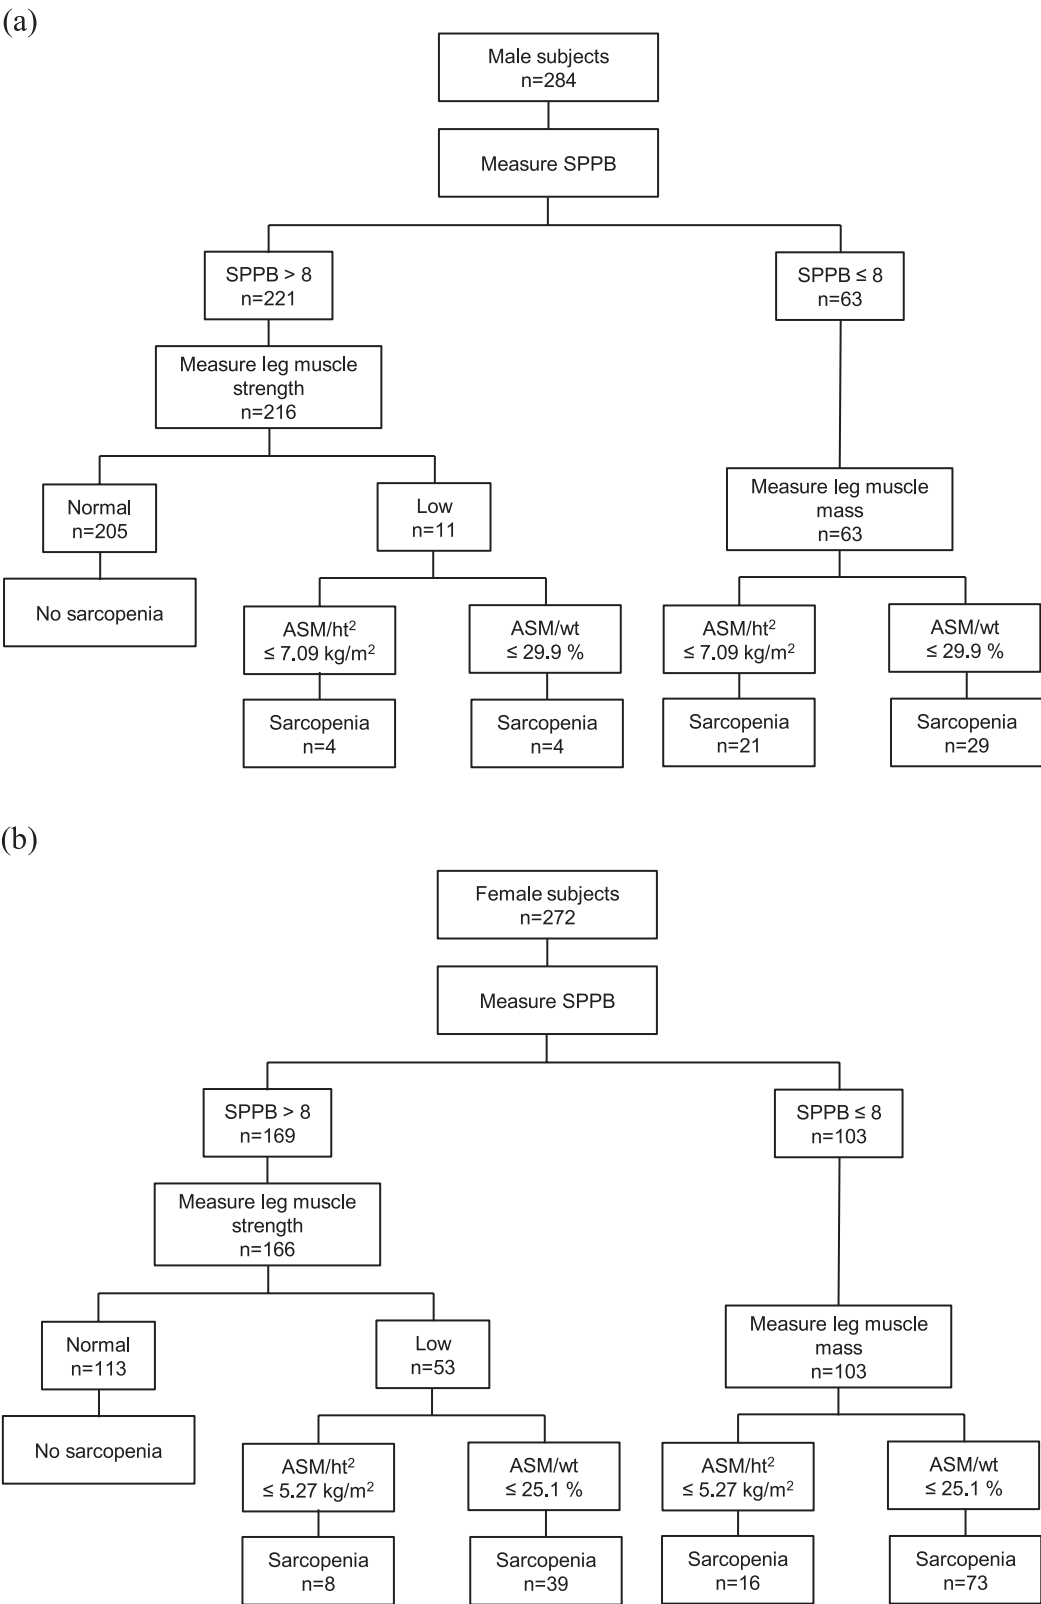 (a)
Male subjects
n=284
Measure SPPB
SPPB > 8
n=221
SPPB ≤ 8
n=63
Measure leg muscle
strength
n=216
Normal
n=205
Low
n=11
Measure leg muscle
mass
n=63
No sarcopenia
ASM/ht²
≤ 7.09 kg/m²
ASM/wt
≤ 29.9 %
ASM/ht²
≤ 7.09 kg/m²
ASM/wt
≤ 29.9 %
Sarcopenia
n=4
Sarcopenia
n=4
Sarcopenia
n=21
Sarcopenia
n=29
(b)
Female subjects
n=272
Measure SPPB
SPPB > 8
n=169
SPPB ≤ 8
n=103
Measure leg muscle
strength
n=166
Normal
n=113
Low
n=53
Measure leg muscle
mass
n=103
No sarcopenia
ASM/ht²
≤ 5.27 kg/m²
ASM/wt
≤ 25.1 %
ASM/ht²
≤ 5.27 kg/m²
ASM/wt
≤ 25.1 %
Sarcopenia
n=8
Sarcopenia
n=39
Sarcopenia
n=16
Sarcopenia
n=73